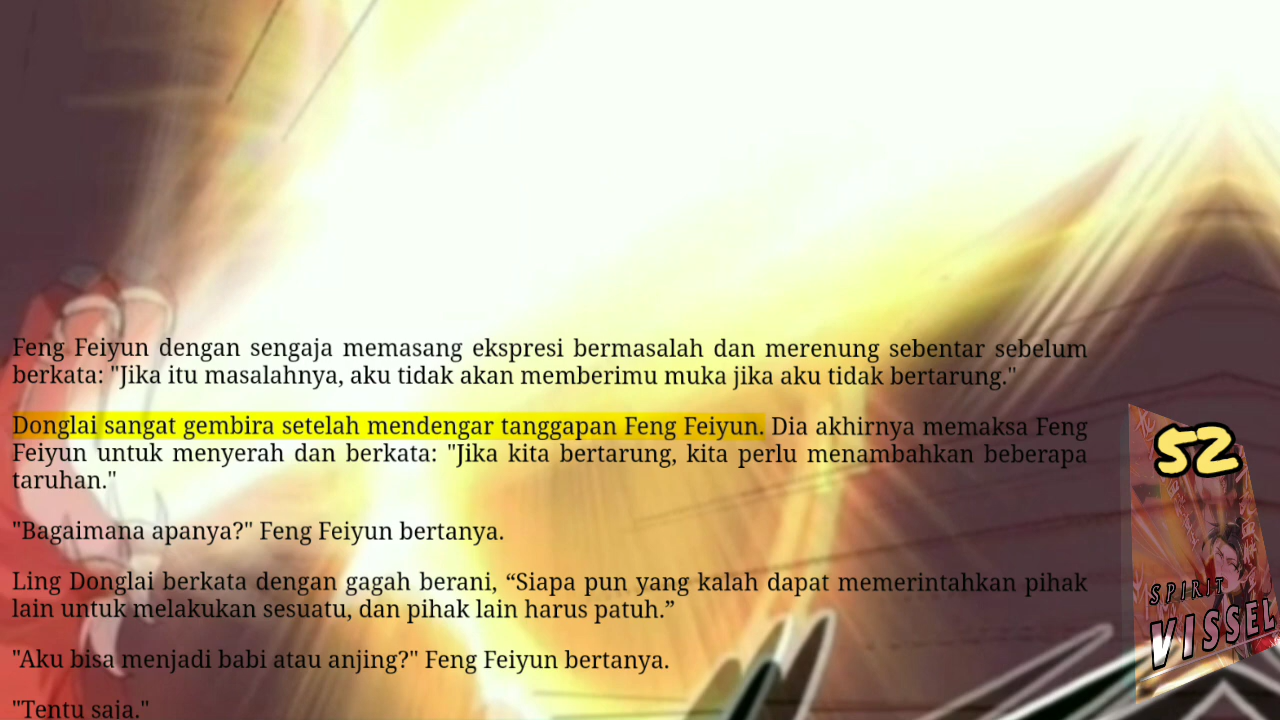 Feng Feiyun dengan sengaja memasang ekspresi bermasalah dan merenung sebentar sebelum
berkata: "Jika itu masalahnya, aku tidak akan memberimu muka jika aku tidak bertarung."
Donglai sangat gembira setelah mendengar tanggapan Feng Feiyun. Dia akhirnya memaksa Feng
Feiyun untuk menyerah dan berkata: "Jika kita bertarung, kita perlu menambahkan beberapa
taruhan."
"Bagaimana apanya?" Feng Feiyun bertanya.
Ling Donglai berkata dengan gagah berani, “Siapa pun yang kalah dapat memerintahkan pihak
lain untuk melakukan sesuatu, dan pihak lain harus patuh.”
"Aku bisa menjadi babi atau anjing?" Feng Feiyun bertanya.
"Tentu saja."
52
SPIRIT
VISSEL